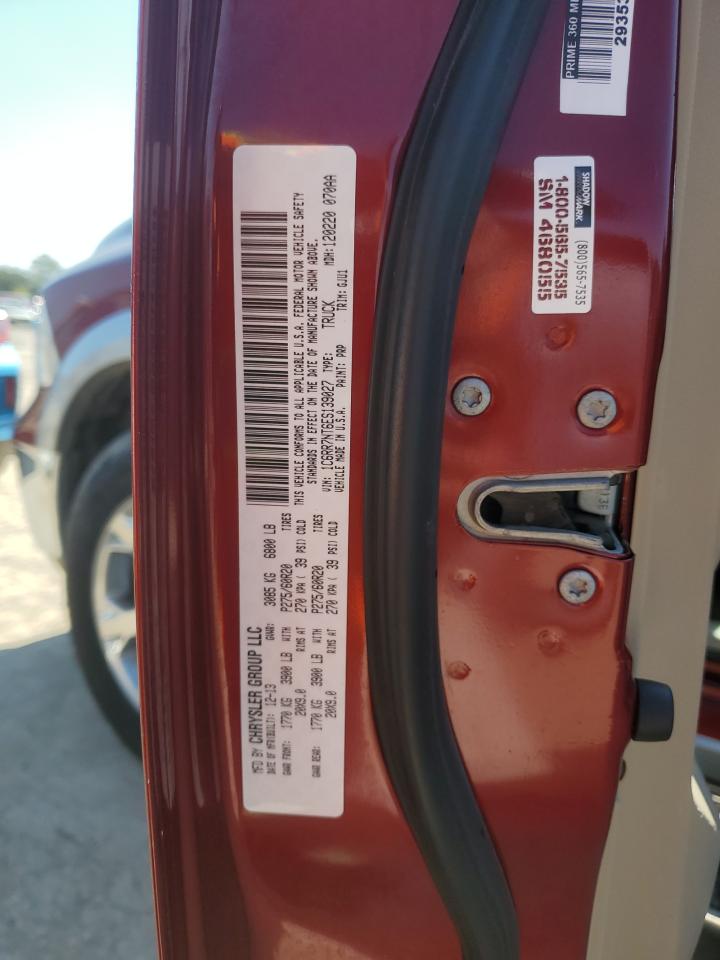 MFD BY CHRYSLER GROUP LLC
DATE OF MFR(BUILT): 12-13 GVWR: 3085 KG 6800 LB
GAWR FRONT: 1770 KG 3900 LB WITH P275/60R20 TIRES
20X9.0 RIMS AT 270 KPA ( 39 PSI) COLD
GAWR REAR: 1770 KG 3900 LB WITH P275/60R20 TIRES
20X9.0 RIMS AT 270 KPA ( 39 PSI) COLD
THIS VEHICLE CONFORMS TO ALL APPLICABLE U.S.A. FEDERAL MOTOR VEHICLE SAFETY
STANDARDS IN EFFECT ON THE DATE OF MANUFACTURE SHOWN ABOVE.
VIN: 1C6RR7NT6ES139027 TYPE: TRUCK MDH: 120220 070AA
VEHICLE MADE IN U.S.A. PAINT: PRP TRIM: GJU1
SHADOW
MARK
(800)565-7535
1-800-565-7535
SM 468055
PRIME 360